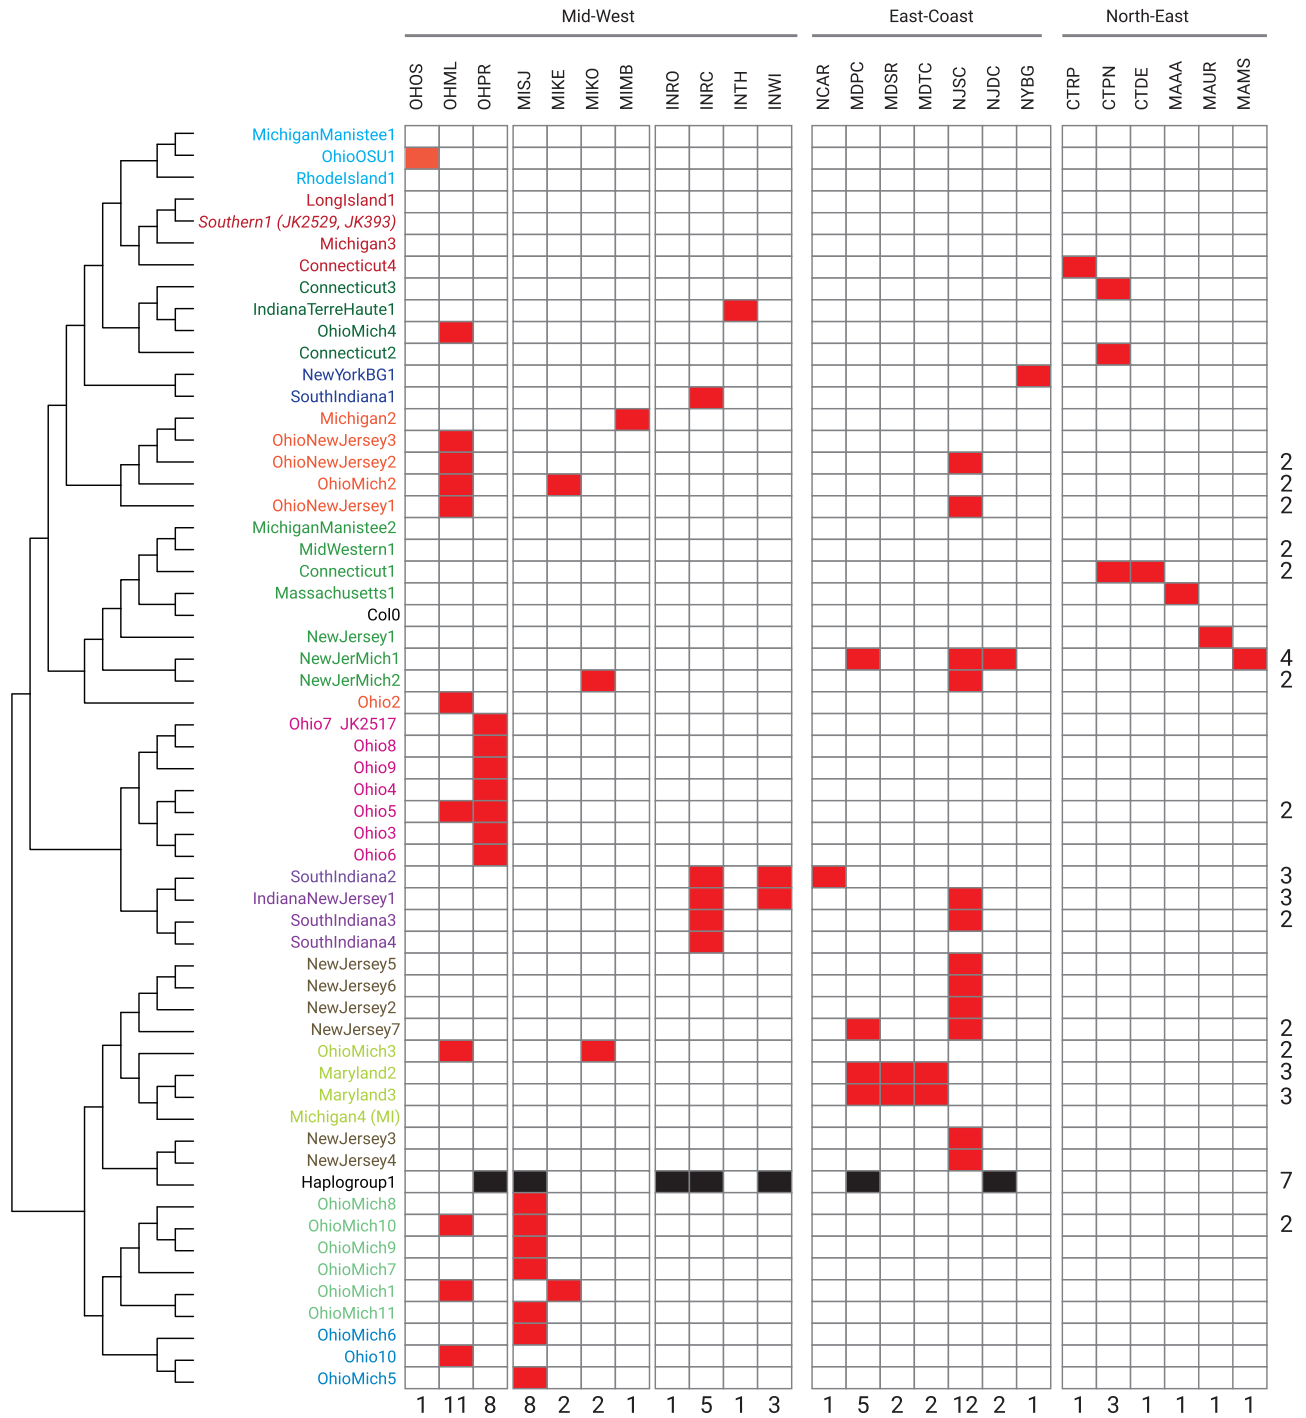 Mid-West East-Coast North-East
OHOS OHML OHPR MISJ MIKE MIKO MIMB INRO INRC INTH INWI NCAR MDPC MDSR MDTC NJSC NJDC NYBG CTRP CTPN CTDE MAAA MAUR MAMS
MichiganManistee1
OhioOSU1
RhodeIsland1
LongIsland1
Southern1 (JK2529, JK393)
Michigan3
Connecticut4
Connecticut3
IndianaTerreHaute1
OhioMich4
Connecticut2
NewYorkBG1
SouthIndiana1
Michigan2
OhioNewJersey3
OhioNewJersey2 2
OhioMich2 2
OhioNewJersey1 2
MichiganManistee2
MidWestern1 2
Connecticut1 2
Massachusetts1
Col0
NewJersey1
NewJerMich1 4
NewJerMich2 2
Ohio2
Ohio7 JK2517
Ohio8
Ohio9
Ohio4
Ohio5 2
Ohio3
Ohio6
SouthIndiana2 3
IndianaNewJersey1 3
SouthIndiana3 2
SouthIndiana4
NewJersey5
NewJersey6
NewJersey2
NewJersey7 2
OhioMich3 2
Maryland2 3
Maryland3 3
Michigan4 (MI)
NewJersey3
NewJersey4
Haplogroup1 7
OhioMich8
OhioMich10 2
OhioMich9
OhioMich7
OhioMich1
OhioMich11
OhioMich6
Ohio10
OhioMich5
1 11 8 8 2 2 1 1 5 1 3 1 5 2 2 12 2 1 1 3 1 1 1 1